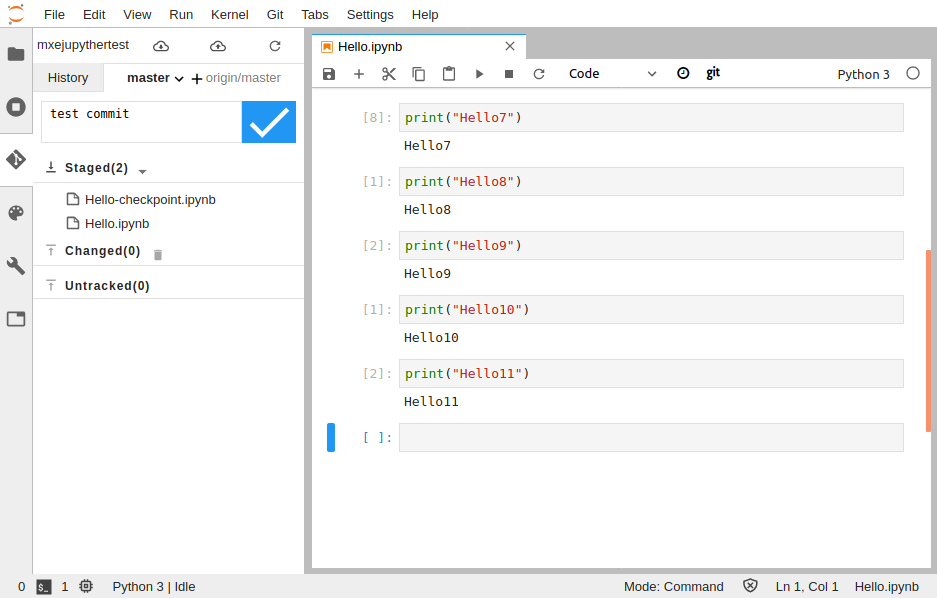 File Edit View Run Kernel Git Tabs Settings Help
mxejupythertest
History master origin/master
test commit
Staged(2)
Hello-checkpoint.ipynb
Hello.ipynb
Changed(0)
Untracked(0)
Hello.ipynb
Code git Python 3
[8]: print("Hello7")
Hello7
[1]: print("Hello8")
Hello8
[2]: print("Hello9")
Hello9
[1]: print("Hello10")
Hello10
[2]: print("Hello11")
Hello11
[ ]:
0 $_ 1 Python 3 | Idle Mode: Command Ln 1, Col 1 Hello.ipynb